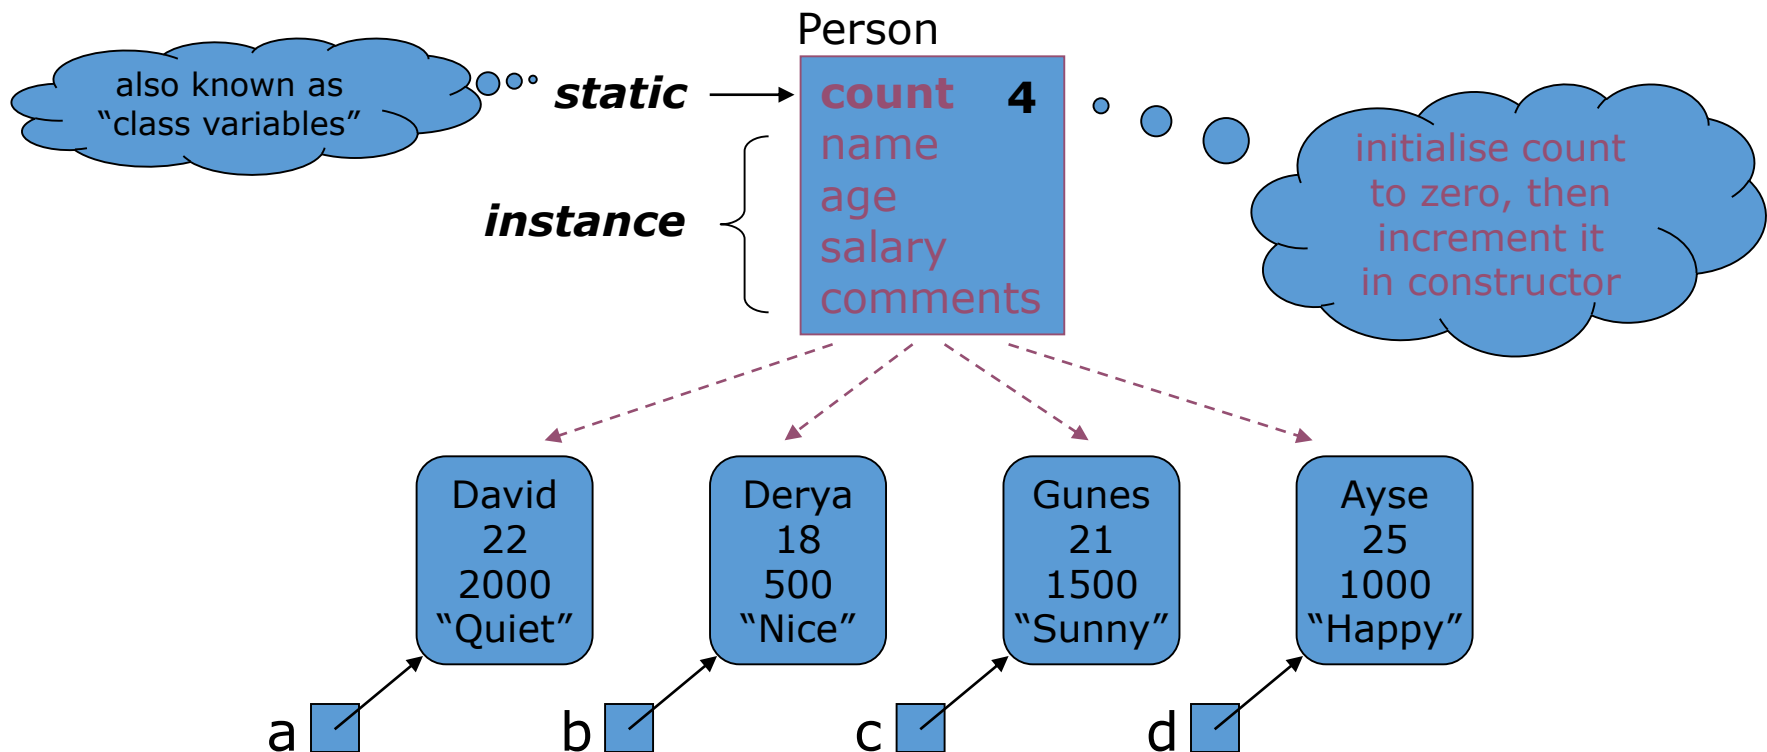 Person
also known as
“class variables”
static
count 4
name
age
salary
comments
instance
initialise count
to zero, then
increment it
in constructor
David
22
2000
“Quiet”
Derya
18
500
“Nice”
Gunes
21
1500
“Sunny”
Ayse
25
1000
“Happy”
a
b
c
d